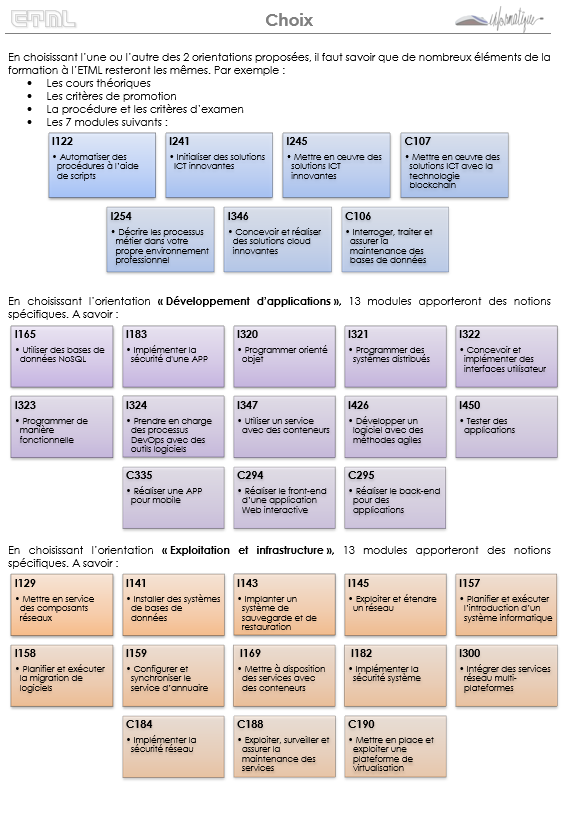 ETML
Choix
informatique
En choisissant l'une ou l'autre des 2 orientations proposées, il faut savoir que de nombreux éléments de la
formation à l'ETML resteront les mêmes. Par exemple :
• Les cours théoriques
• Les critères de promotion
• La procédure et les critères d'examen
• Les 7 modules suivants :
I122
• Automatiser des
procédures à l'aide
de scripts
I241
• Initialiser des solutions
ICT innovantes
I245
• Mettre en œuvre des
solutions ICT
innovantes
C107
• Mettre en œuvre des
solutions ICT avec la
technologie
blockchain
I254
• Décrire les processus
métier dans votre
propre environnement
professionnel
I346
• Concevoir et réaliser
des solutions cloud
innovantes
C106
• Interroger, traiter et
assurer la
maintenance des
bases de données
En choisissant l'orientation « Développement d'applications », 13 modules apporteront des notions
spécifiques. A savoir :
I165
• Utiliser des bases de
données NoSQL
I183
• Implémenter la
sécurité d'une APP
I320
• Programmer orienté
objet
I321
• Programmer des
systèmes distribués
I322
• Concevoir et
implémenter des
interfaces utilisateur
I323
• Programmer de
manière
fonctionnelle
I324
• Prendre en charge
des processus
DevOps avec des
outils logiciels
I347
• Utiliser un service
avec des conteneurs
I426
• Développer un
logiciel avec des
méthodes agiles
I450
• Tester des
applications
C335
• Réaliser une APP
pour mobile
C294
• Réaliser le front-end
d'une application
Web interactive
C295
• Réaliser le back-end
pour des
applications
En choisissant l'orientation « Exploitation et infrastructure », 13 modules apporteront des notions
spécifiques. A savoir :
I129
• Mettre en service
des composants
réseaux
I141
• Installer des systèmes
de bases de
données
I143
• Implanter un
système de
sauvegarde et de
restauration
I145
• Exploiter et étendre
un réseau
I157
• Planifier et exécuter
l'introduction d'un
système informatique
I158
• Planifier et exécuter
la migration de
logiciels
I159
• Configurer et
synchroniser le
service d'annuaire
I169
• Mettre à disposition
des services avec
des conteneurs
I182
• Implémenter la
sécurité système
I300
• Intégrer des services
réseau multi-
plateformes
C184
• Implémenter la
sécurité réseau
C188
• Exploiter, surveiller et
assurer la
maintenance des
services
C190
• Mettre en place et
exploiter une
plateforme de
virtualisation